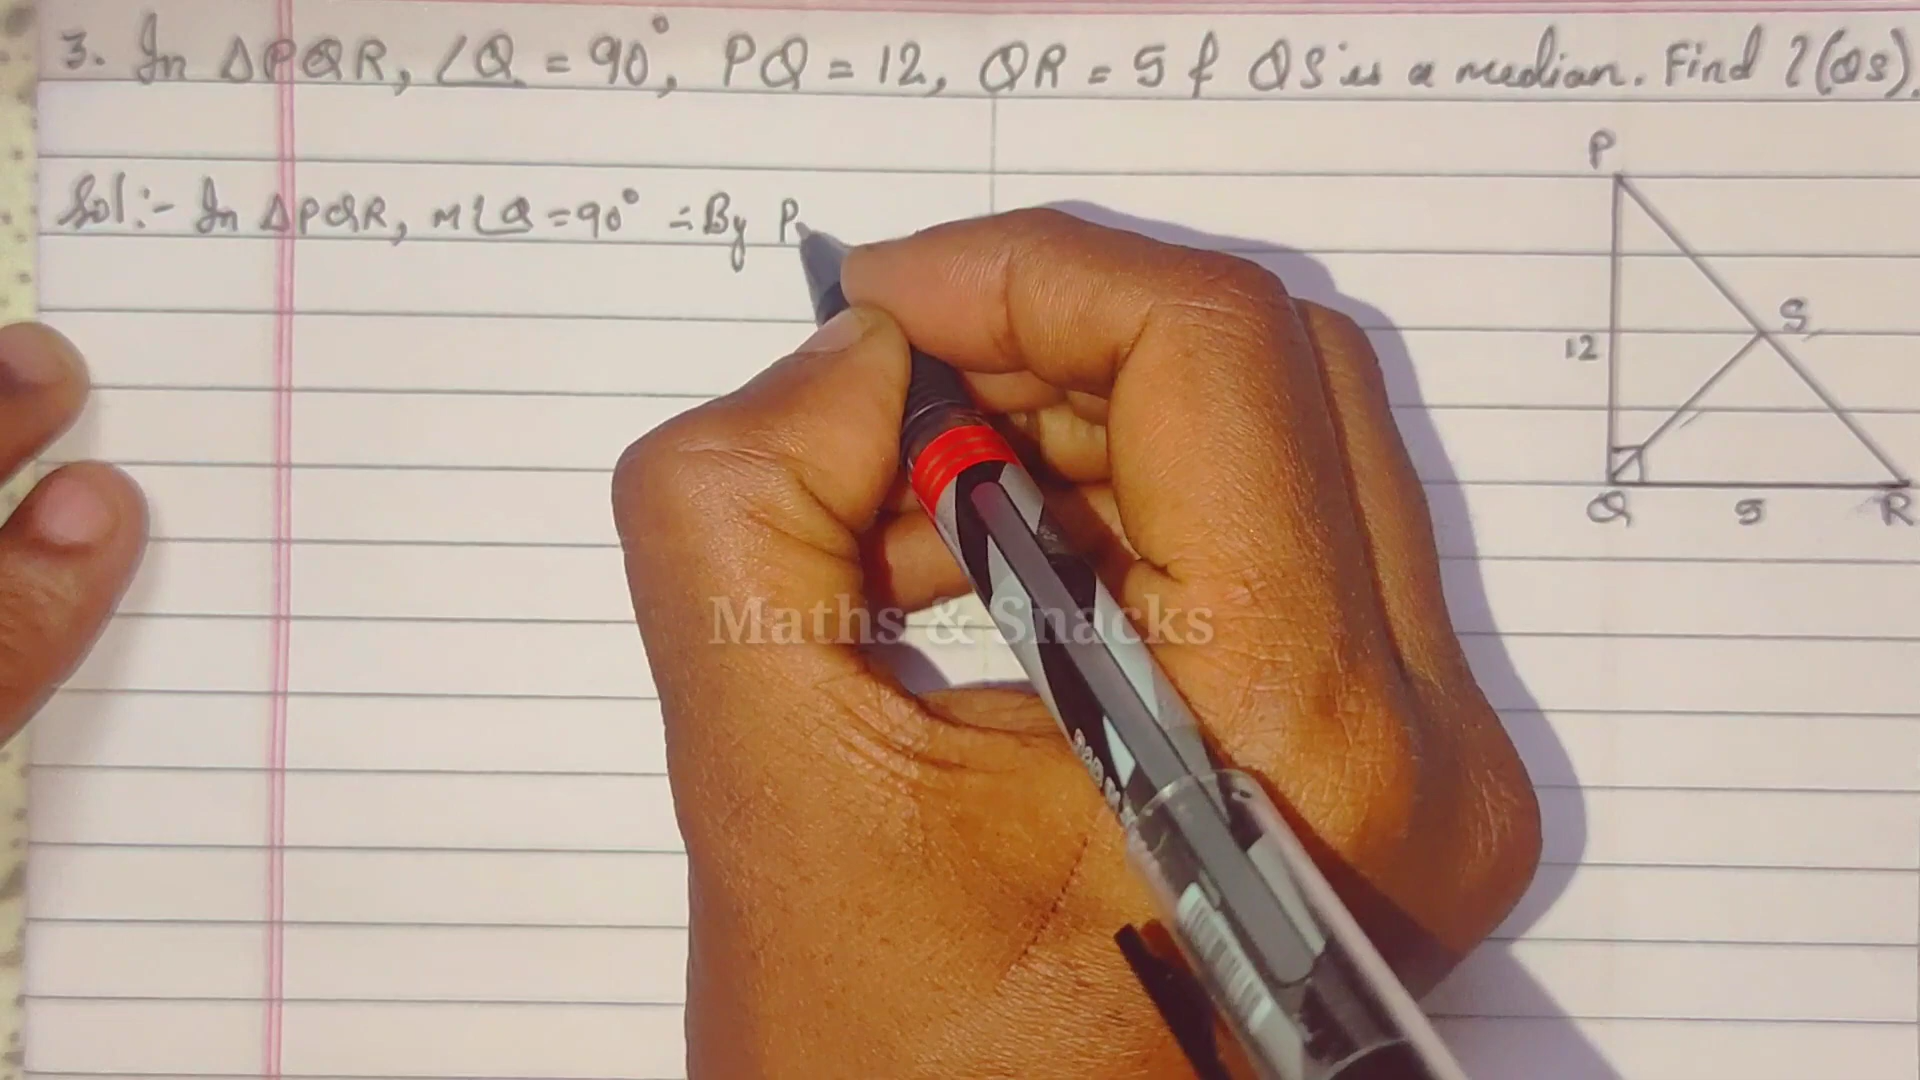 3. In ΔPQR, ∠Q = 90°, PQ = 12, QR = 5 & QS is a median. Find l(QS).
Sol:- In ΔPQR, m∠Q = 90° ∴ By P
P
S
12
Q 5 R
Maths & Snacks